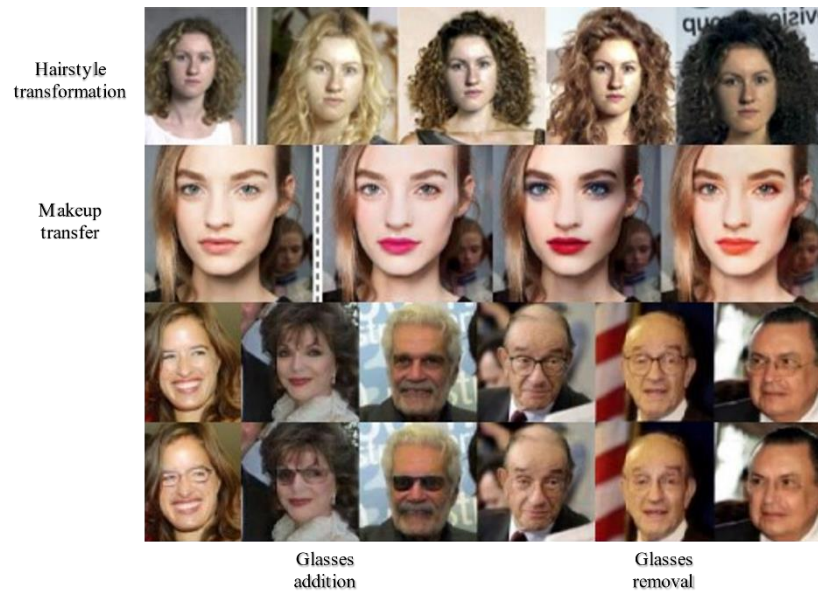 Hairstyle
transformation
Makeup
transfer
Glasses
addition
Glasses
removal